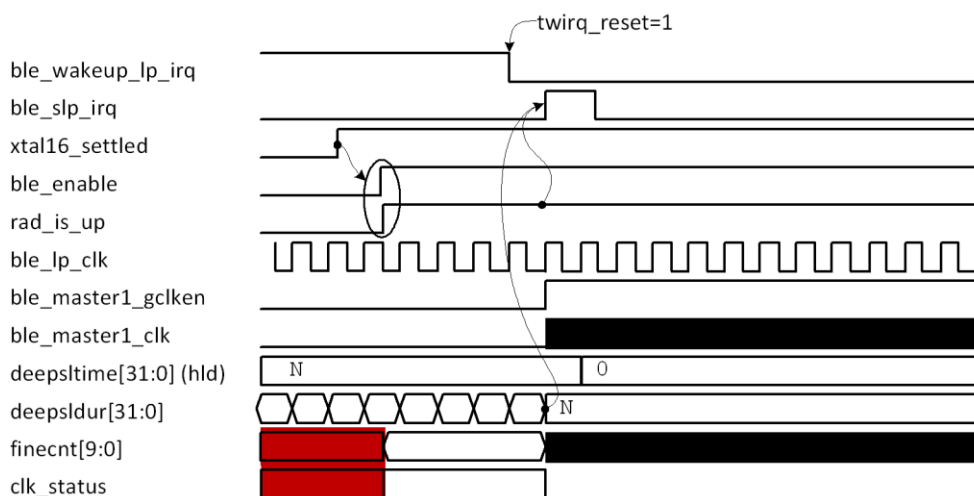 twirq_reset=1
ble_wakeup_lp_irq
ble_slp_irq
xtal16_settled
ble_enable
rad_is_up
ble_lp_clk
ble_master1_gclken
ble_master1_clk
deepsltime[31:0] (hld) N 0
deepsldur[31:0] N
finecnt[9:0]
clk_status